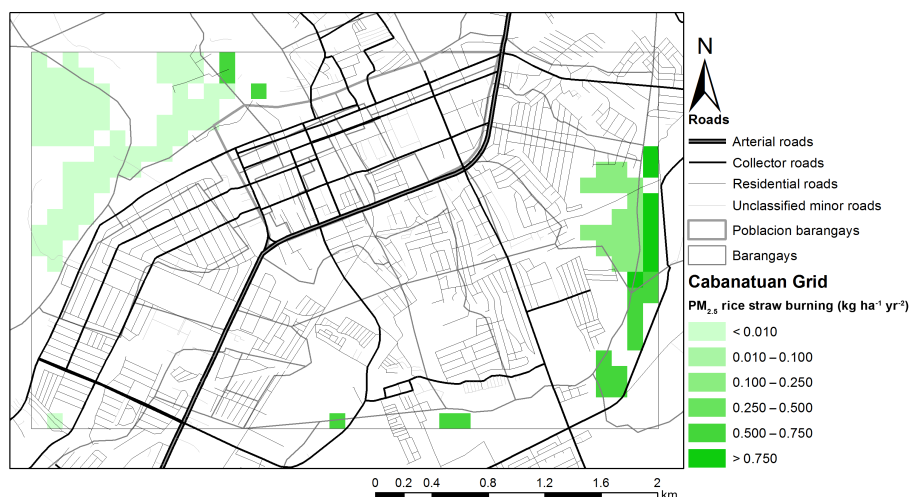 N
Roads
Arterial roads
Collector roads
Residential roads
Unclassified minor roads
Poblacion barangays
Barangays
Cabanatuan Grid
PM2.5 rice straw burning (kg ha-1 yr-2)
< 0.010
0.010 – 0.100
0.100 – 0.250
0.250 – 0.500
0.500 – 0.750
> 0.750
0 0.2 0.4 0.8 1.2 1.6 2
km